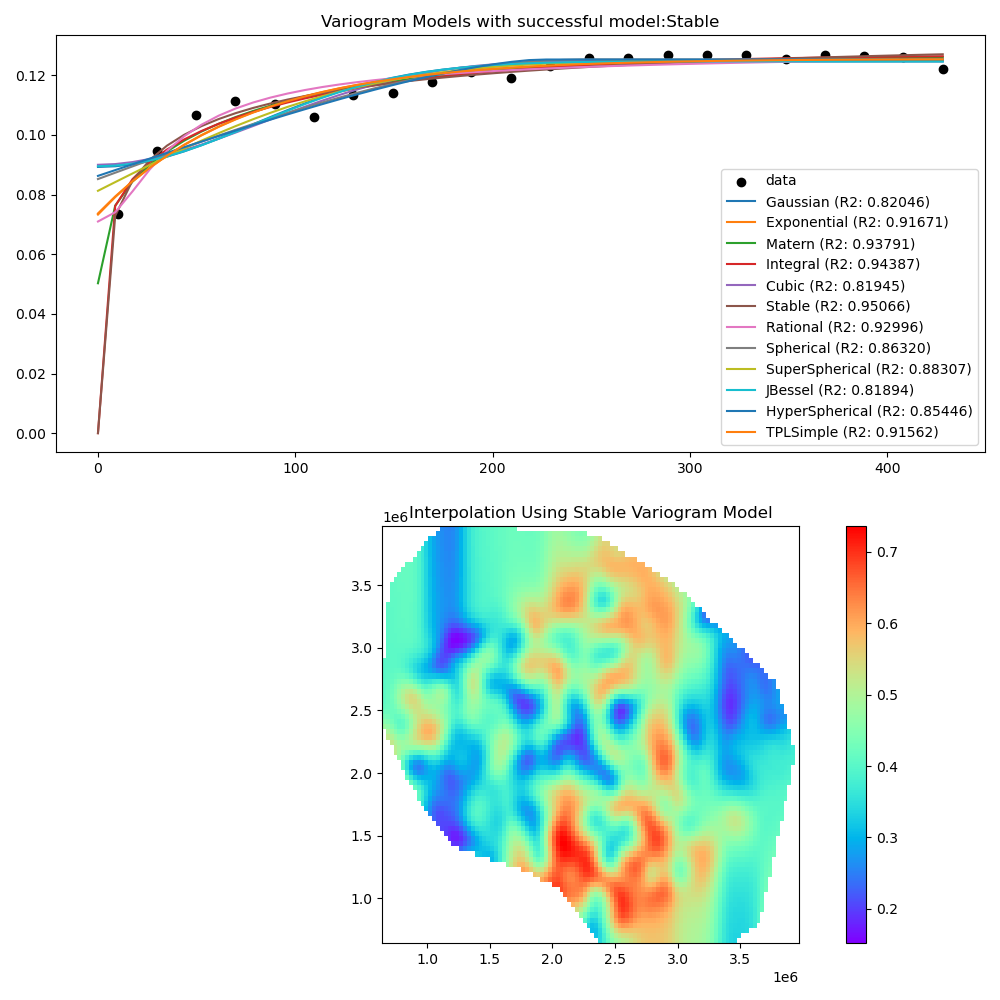 Variogram Models with successful model:Stable
0.12
0.10
0.08
0.06
0.04
0.02
0.00
data
Gaussian (R2: 0.82046)
Exponential (R2: 0.91671)
Matern (R2: 0.93791)
Integral (R2: 0.94387)
Cubic (R2: 0.81945)
Stable (R2: 0.95066)
Rational (R2: 0.92996)
Spherical (R2: 0.86320)
SuperSpherical (R2: 0.88307)
JBessel (R2: 0.81894)
HyperSpherical (R2: 0.85446)
TPLSimple (R2: 0.91562)
0 100 200 300 400
Interpolation Using Stable Variogram Model
1e6
3.5
3.0
2.5
2.0
1.5
1.0
1.0 1.5 2.0 2.5 3.0 3.5
1e6
0.7
0.6
0.5
0.4
0.3
0.2